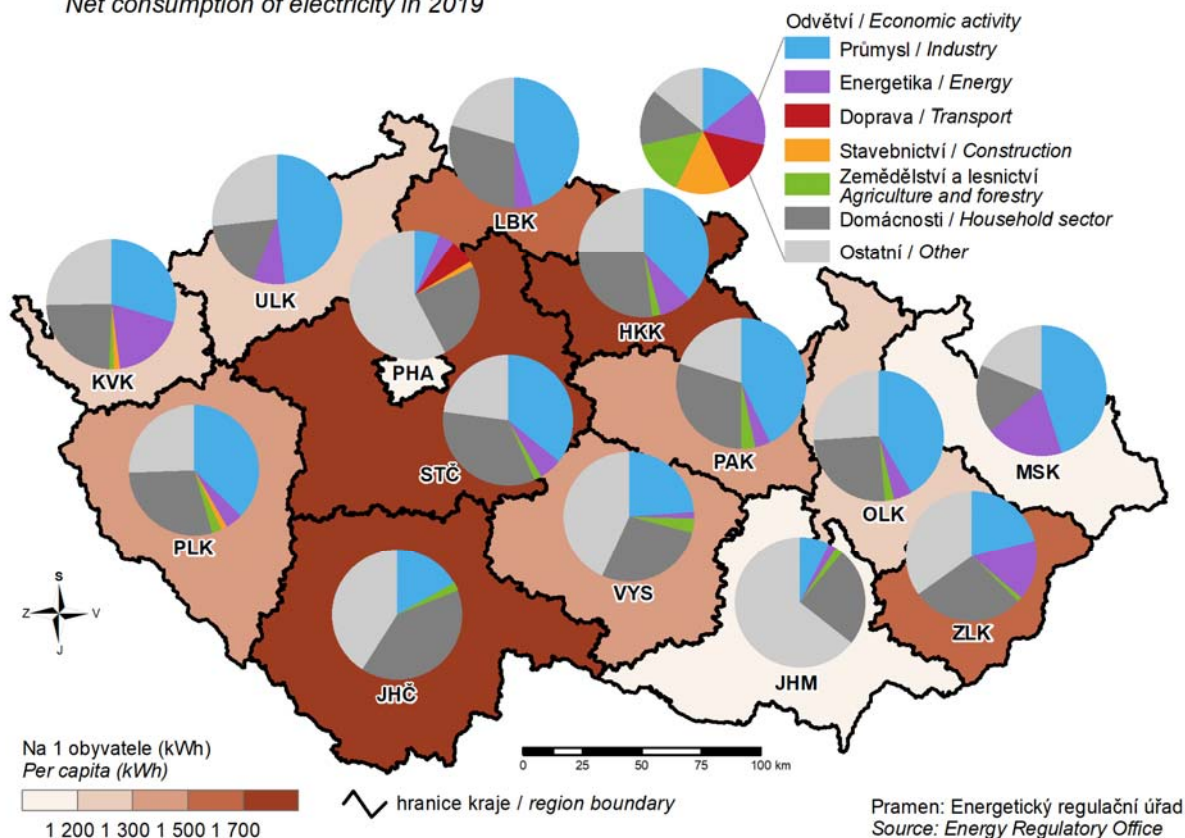 Net consumption of electricity in 2019
Odvětví / Economic activity
Průmysl / Industry
Energetika / Energy
Doprava / Transport
Stavebnictví / Construction
Zemědělství a lesnictví
Agriculture and forestry
Domácnosti / Household sector
Ostatní / Other
LBK
ULK
HKK
KVK
PHA
STČ
PAK
MSK
OLK
PLK
VYS
ZLK
JHČ
JHM
S
Z V
J
Na 1 obyvatele (kWh)
Per capita (kWh)
1 200 1 300 1 500 1 700
0 25 50 75 100 km
hranice kraje / region boundary
Pramen: Energetický regulační úřad
Source: Energy Regulatory Office